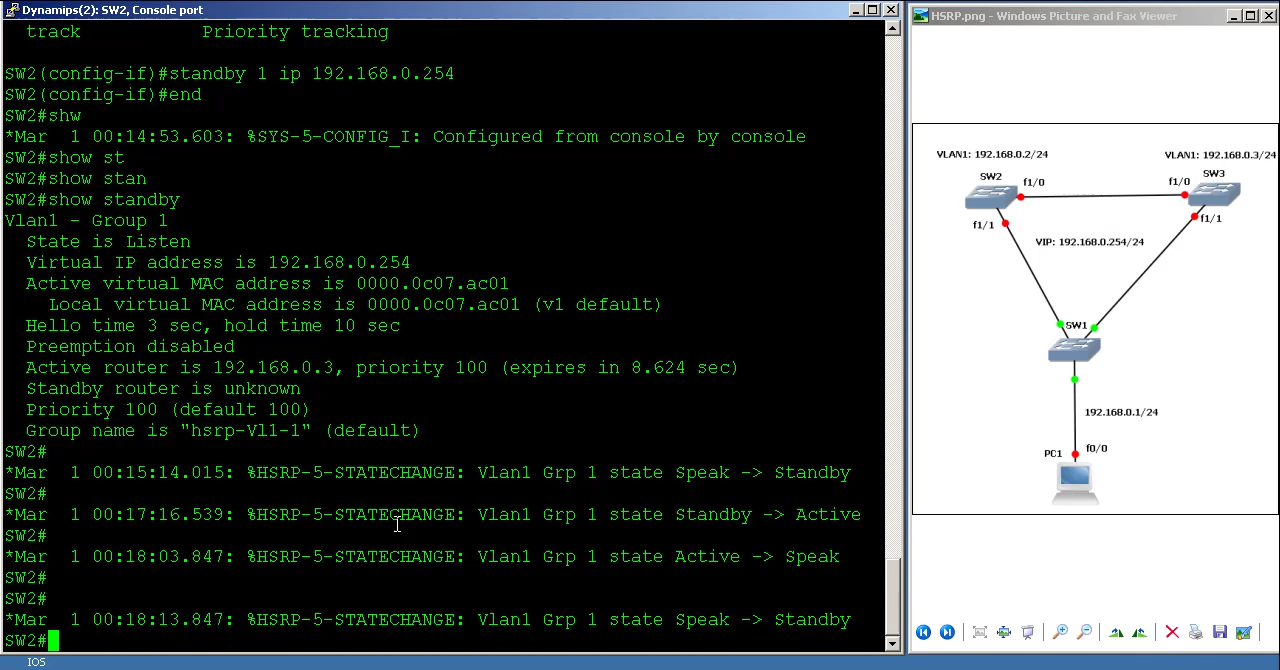 Dynamips(2): SW2, Console port
track Priority tracking
SW2(config-if)#standby 1 ip 192.168.0.254
SW2(config-if)#end
SW2#shw
*Mar 1 00:14:53.603: %SYS-5-CONFIG_I: Configured from console by console
SW2#show st
SW2#show stan
SW2#show standby
Vlan1 - Group 1
State is Listen
Virtual IP address is 192.168.0.254
Active virtual MAC address is 0000.0c07.ac01
Local virtual MAC address is 0000.0c07.ac01 (v1 default)
Hello time 3 sec, hold time 10 sec
Preemption disabled
Active router is 192.168.0.3, priority 100 (expires in 8.624 sec)
Standby router is unknown
Priority 100 (default 100)
Group name is "hsrp-Vl1-1" (default)
SW2#
*Mar 1 00:15:14.015: %HSRP-5-STATECHANGE: Vlan1 Grp 1 state Speak -> Standby
SW2#
*Mar 1 00:17:16.539: %HSRP-5-STATECHANGE: Vlan1 Grp 1 state Standby -> Active
SW2#
*Mar 1 00:18:03.847: %HSRP-5-STATECHANGE: Vlan1 Grp 1 state Active -> Speak
SW2#
SW2#
*Mar 1 00:18:13.847: %HSRP-5-STATECHANGE: Vlan1 Grp 1 state Speak -> Standby
SW2#
IOS
HSRP.png - Windows Picture and Fax Viewer
VLAN1: 192.168.0.2/24 VLAN1: 192.168.0.3/24
SW2 SW3
f1/0 f1/0
f1/1 f1/1
VIP: 192.168.0.254/24
SW1
192.168.0.1/24
PC1 f0/0